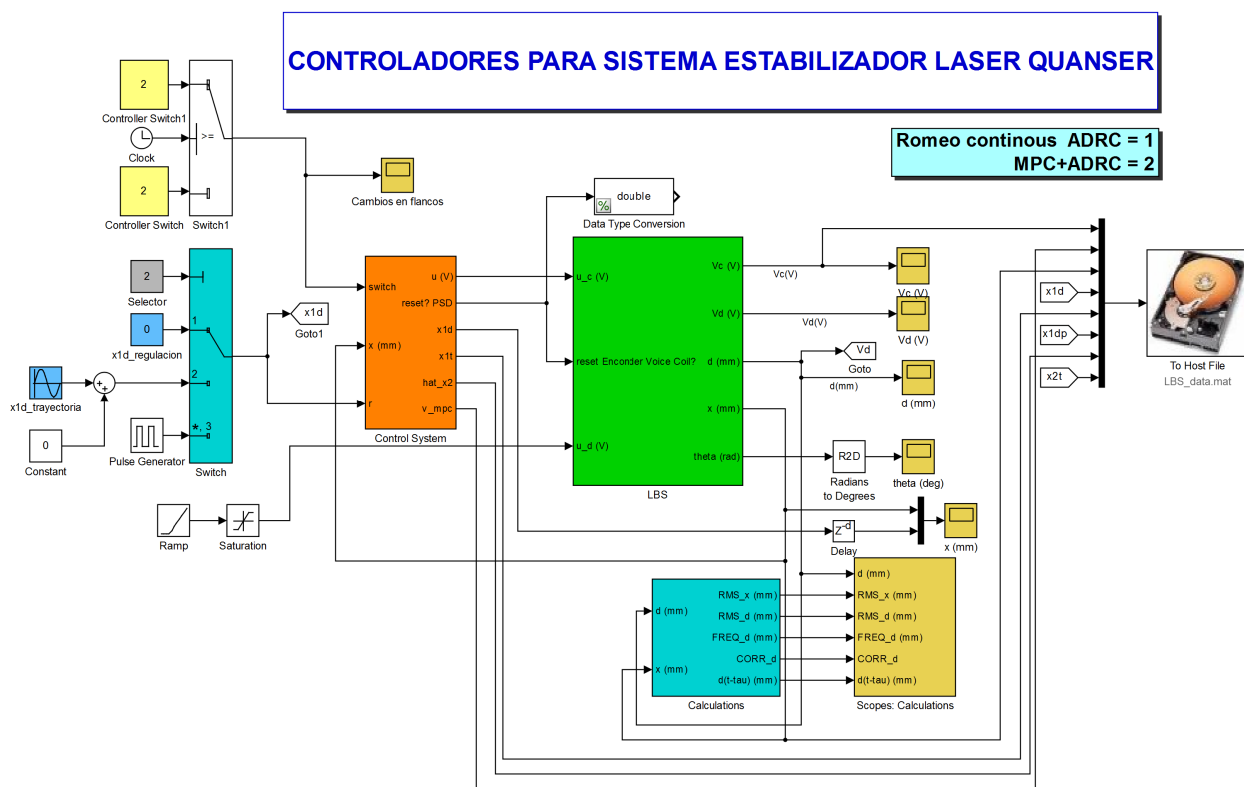 CONTROLADORES PARA SISTEMA ESTABILIZADOR LASER QUANSER
Romeo continous ADRC = 1
MPC+ADRC = 2
2
Controller Switch1
Clock
>=
2
Controller Switch
Switch1
Cambios en flancos
double
Data Type Conversion
2
Selector
0
x1d_regulacion
x1d_trayectoria
0
Constant
Pulse Generator
1
2
*, 3
Switch
x1d
Goto1
Ramp
Saturation
switch
x (mm)
r
u (V)
reset? PSD
x1d
x1t
hat_x2
v_mpc
Control System
u_c (V)
reset Enconder Voice Coil?
u_d (V)
Vc (V)
Vd (V)
d (mm)
x (mm)
theta (rad)
LBS
Vc(V)
Vc (V)
Vd(V)
Vd (V)
Vd
Goto
d(mm)
d (mm)
R2D
Radians
to Degrees
theta (deg)
Z-d
Delay
x (mm)
d (mm)
x (mm)
RMS_x (mm)
RMS_d (mm)
FREQ_d (mm)
CORR_d
d(t-tau) (mm)
Calculations
d (mm)
RMS_x (mm)
RMS_d (mm)
FREQ_d (mm)
CORR_d
d(t-tau) (mm)
Scopes: Calculations
x1d
x1dp
x2t
To Host File
LBS_data.mat